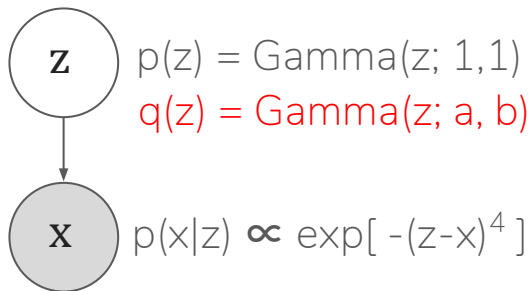 z
p(z) = Gamma(z; 1,1)
q(z) = Gamma(z; a, b)
x
p(x|z) ∝ exp[ -(z-x)⁴ ]